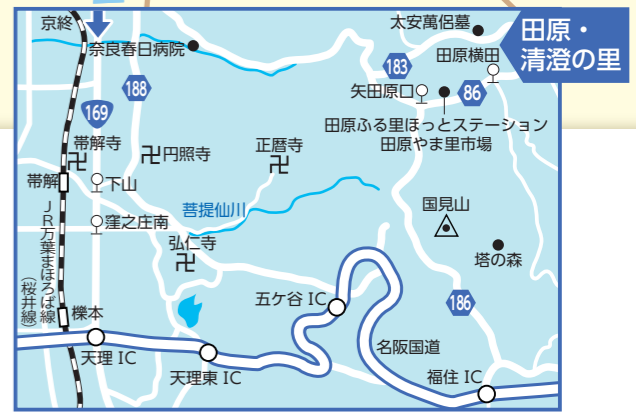 京終
奈良春日病院
太安萬侶墓
田原横田
田原・
清澄の里
183
矢田原口
86
188
169
田原ふる里ほっとステーション
田原やま里市場
帯解寺
円照寺
正暦寺
帯解
下山
菩提仙川
国見山
窪之庄南
弘仁寺
塔の森
JR万葉まほろば線
(桜井線)
五ケ谷 IC
186
櫟本
天理 IC
名阪国道
天理東 IC
福住 IC